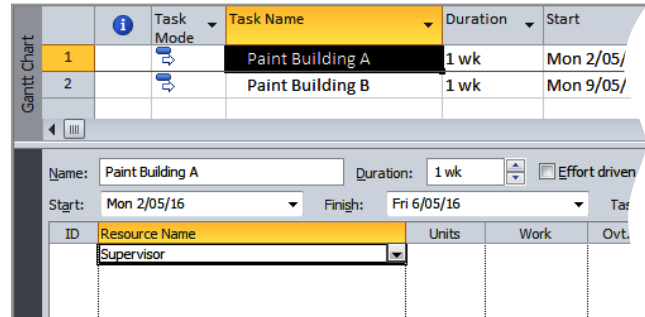 Task Mode Task Name Duration Start
1 Paint Building A 1 wk Mon 2/05/
2 Paint Building B 1 wk Mon 9/05/
Gantt Chart
Name: Paint Building A Duration: 1 wk Effort driven
Start: Mon 2/05/16 Finish: Fri 6/05/16 Tas
ID Resource Name Units Work Ovt.
Supervisor